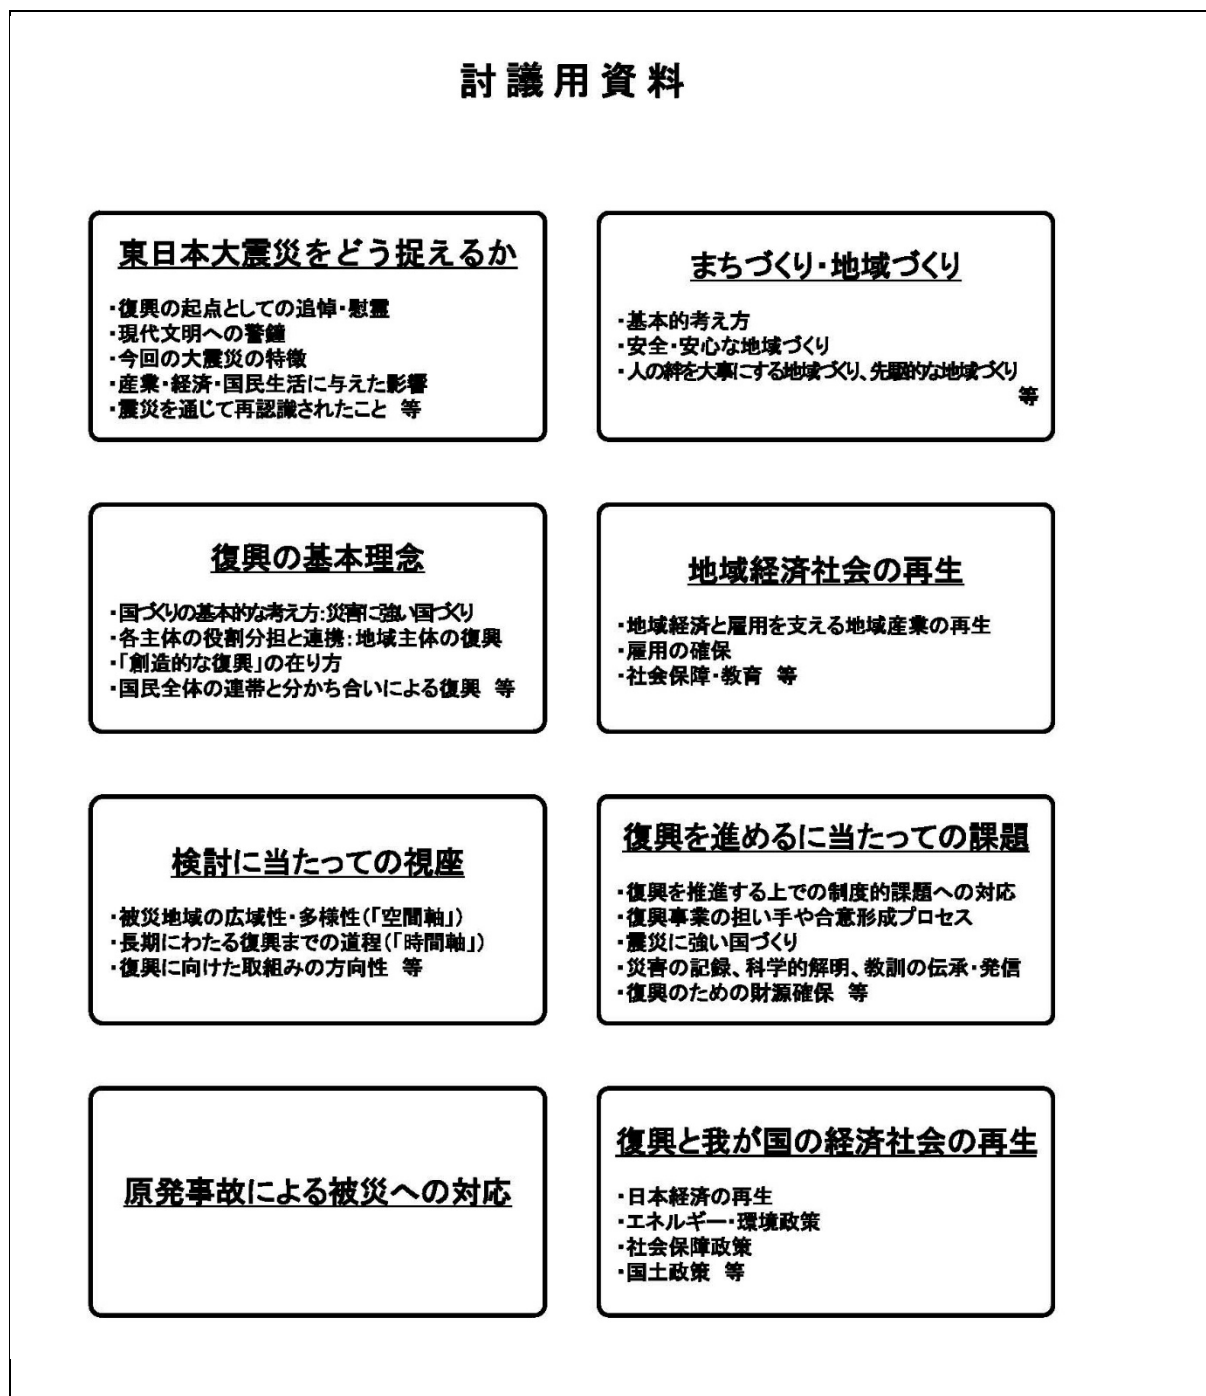 討議用資料
東日本大震災をどう捉えるか
・復興の起点としての追悼・慰霊
・現代文明への警鐘
・今回の大震災の特徴
・産業・経済・国民生活に与えた影響
・震災を通じて再認識されたこと 等
まちづくり・地域づくり
・基本的考え方
・安全・安心な地域づくり
・人の絆を大事にする地域づくり、先駆的な地域づくり
等
復興の基本理念
・国づくりの基本的な考え方:災害に強い国づくり
・各主体の役割分担と連携:地域主体の復興
・「創造的な復興」の在り方
・国民全体の連帯と分かち合いによる復興 等
地域経済社会の再生
・地域経済と雇用を支える地域産業の再生
・雇用の確保
・社会保障・教育 等
検討に当たっての視座
・被災地域の広域性・多様性(「空間軸」)
・長期にわたる復興までの道程(「時間軸」)
・復興に向けた取組みの方向性 等
復興を進めるに当たっての課題
・復興を推進する上での制度的課題への対応
・復興事業の担い手や合意形成プロセス
・震災に強い国づくり
・災害の記録、科学的解明、教訓の伝承・発信
・復興のための財源確保 等
原発事故による被災への対応
復興と我が国の経済社会の再生
・日本経済の再生
・エネルギー・環境政策
・社会保障政策
・国土政策 等